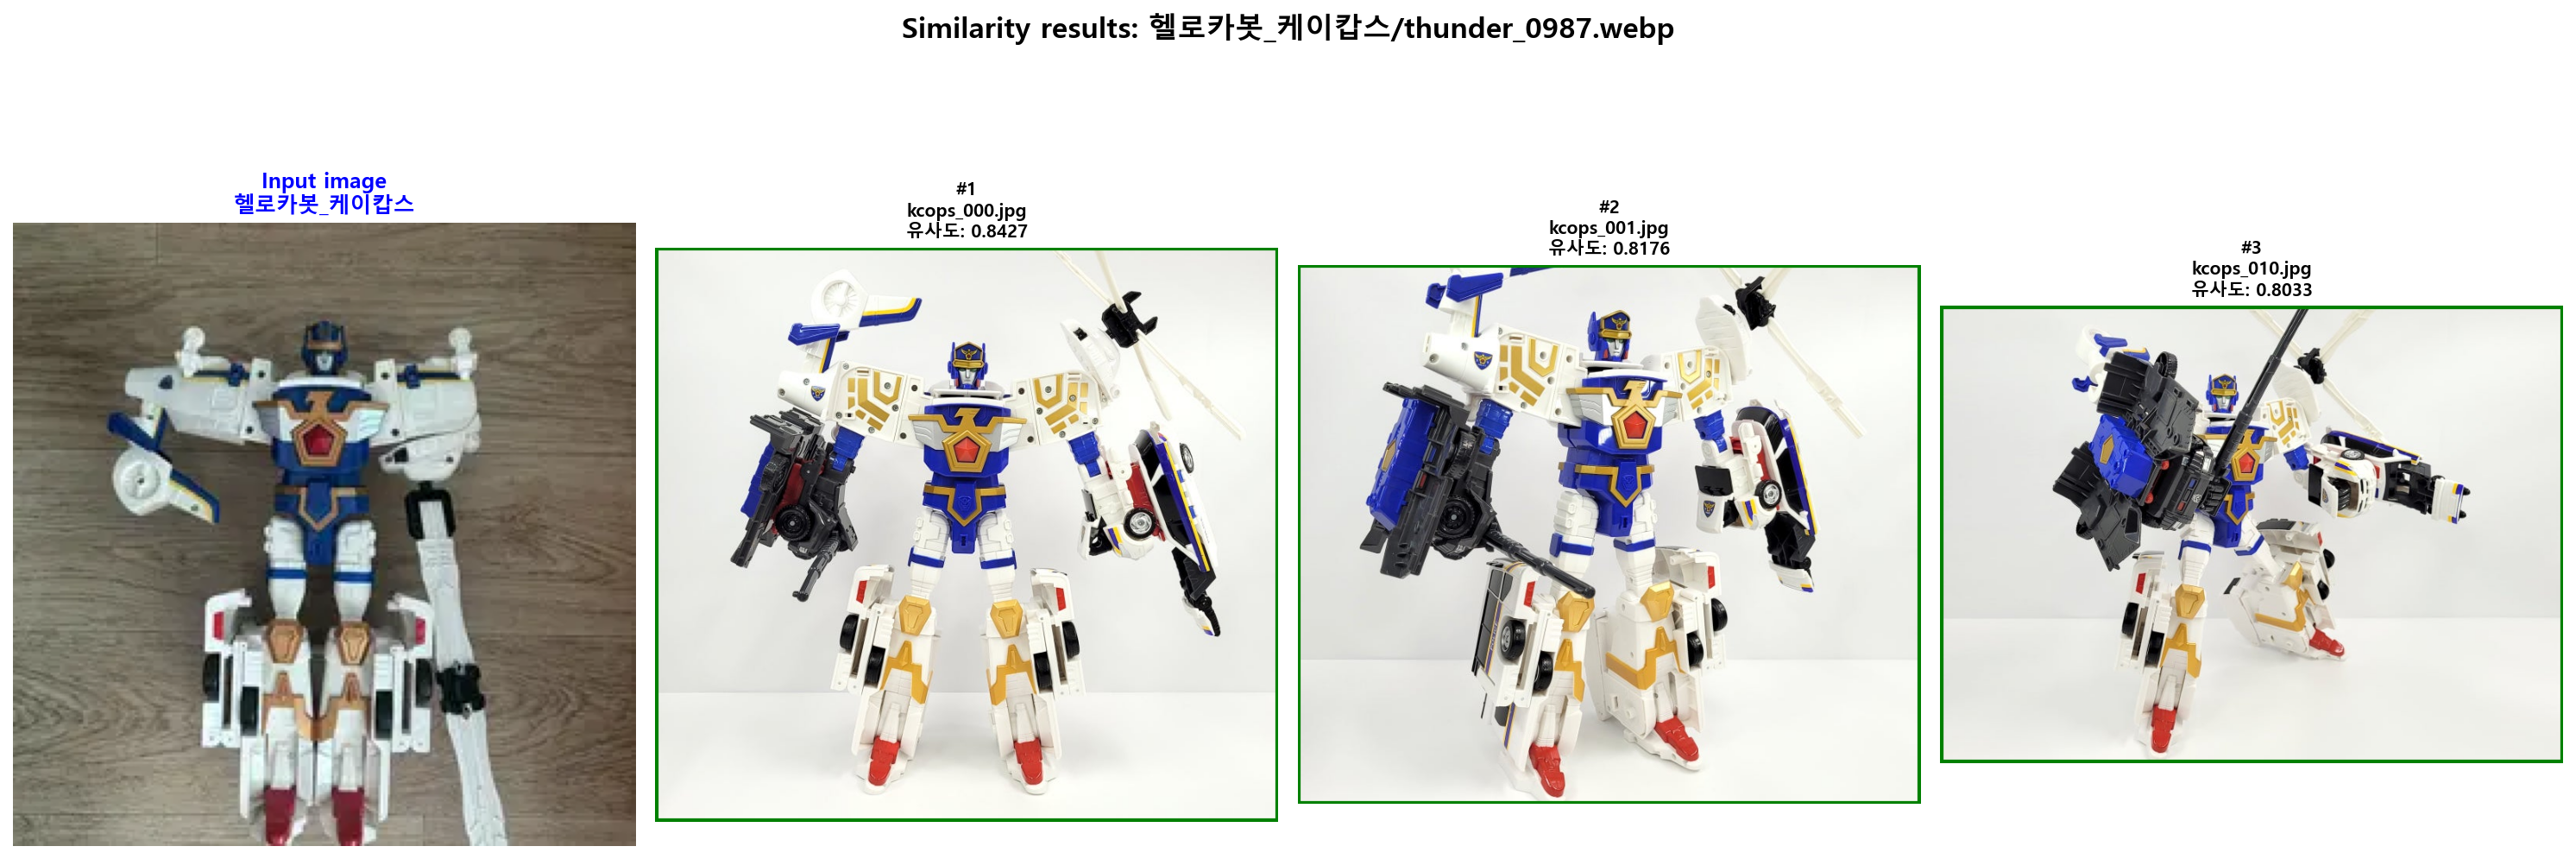 Similarity results: 헬로카봇_케이캅스/thunder_0987.webp
Input image
헬로카봇_케이캅스
#1
kcops_000.jpg
유사도: 0.8427
#2
kcops_001.jpg
유사도: 0.8176
#3
kcops_010.jpg
유사도: 0.8033